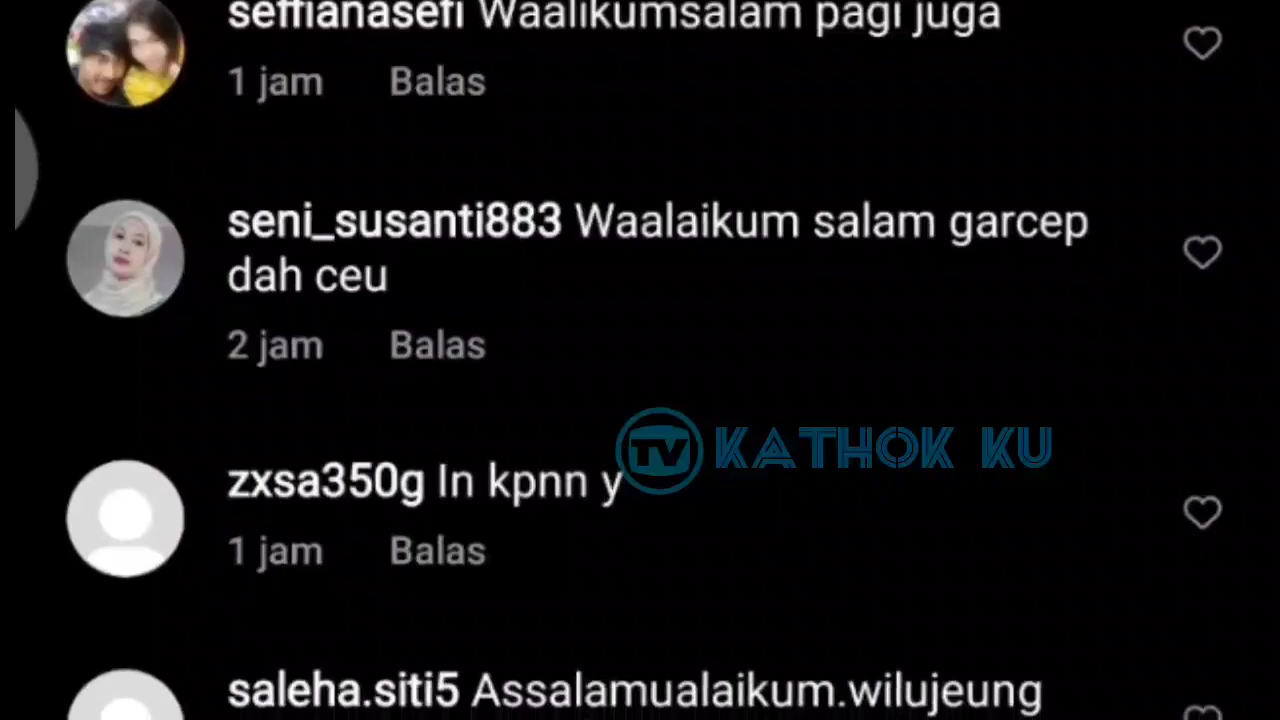 seffianasefi Waalikumsalam pagi juga
1 jam Balas
seni_susanti883 Waalaikum salam garcep
dah ceu
2 jam Balas
TV KATHOK KU
zxsa350g In kpnn y
1 jam Balas
saleha.siti5 Assalamualaikum.wilujeung